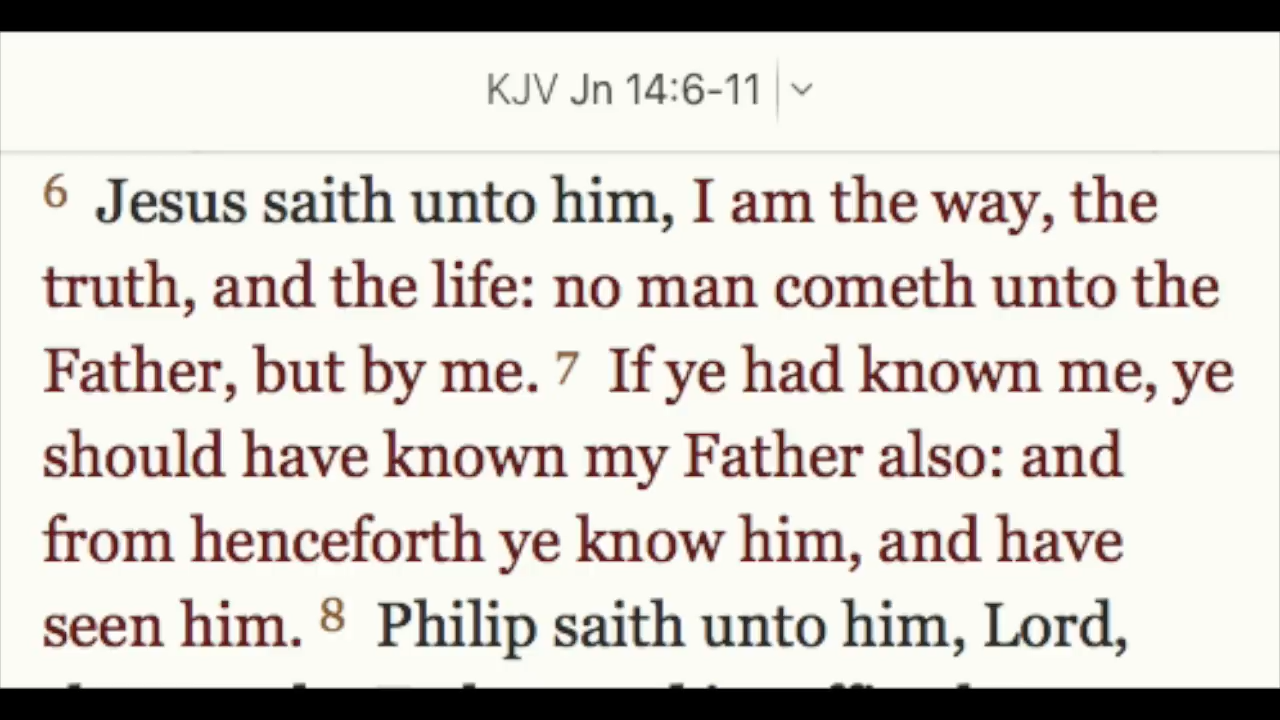 KJV Jn 14:6-11
6 Jesus saith unto him, I am the way, the
truth, and the life: no man cometh unto the
Father, but by me. 7 If ye had known me, ye
should have known my Father also: and
from henceforth ye know him, and have
seen him. 8 Philip saith unto him, Lord,